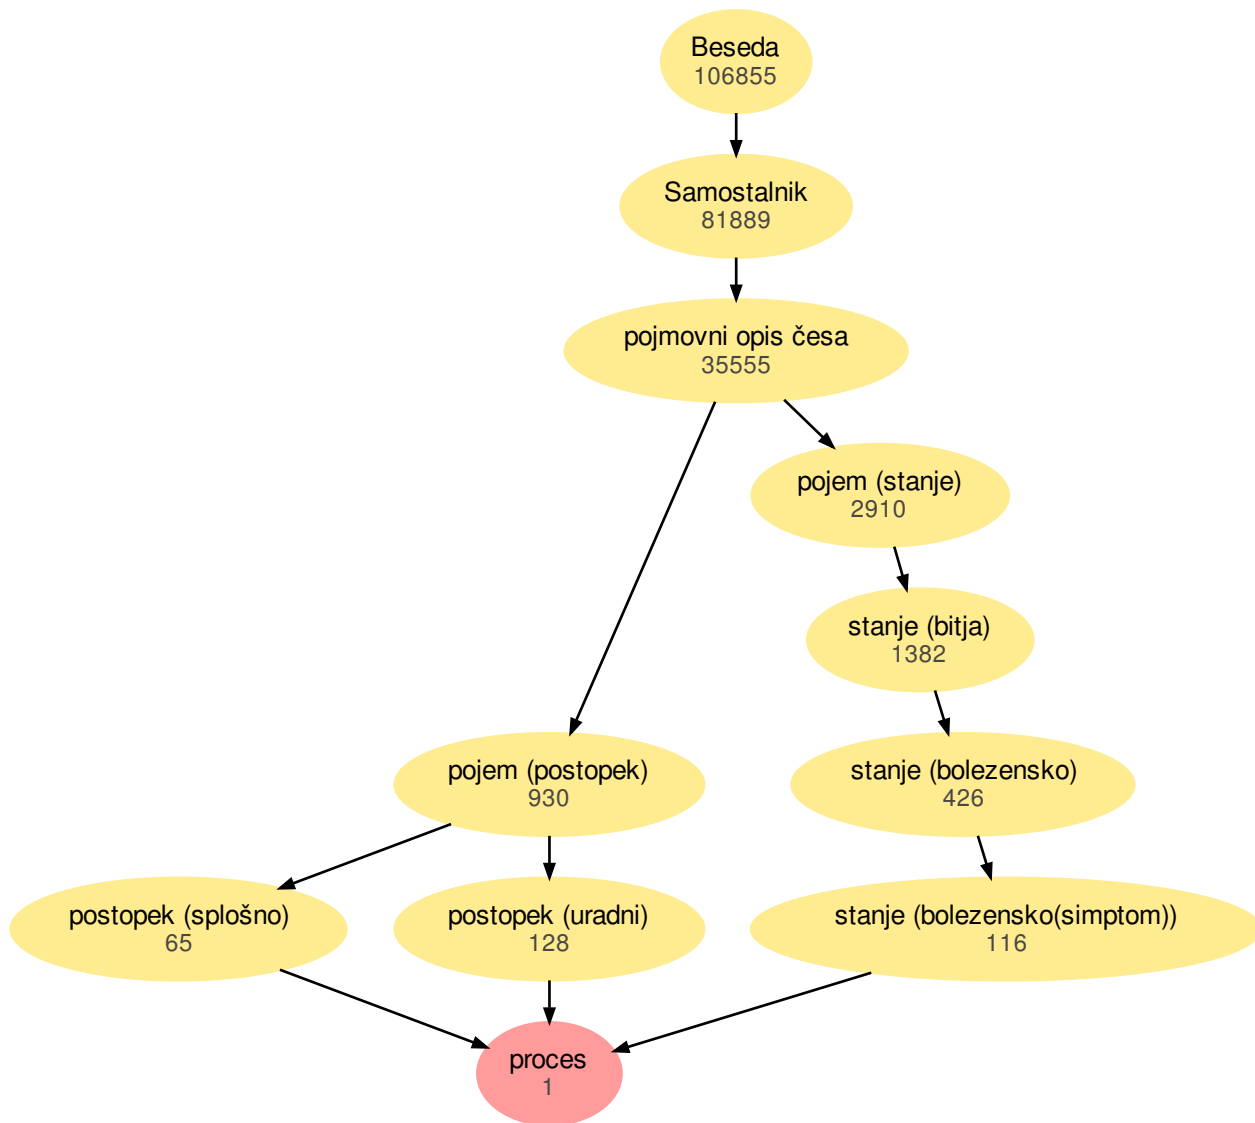 Beseda
106855
Samostalnik
81889
pojmovni opis česa
35555
pojem (stanje)
2910
stanje (bitja)
1382
pojem (postopek)
930
stanje (bolezensko)
426
postopek (splošno)
65
postopek (uradni)
128
stanje (bolezensko(simptom))
116
proces
1